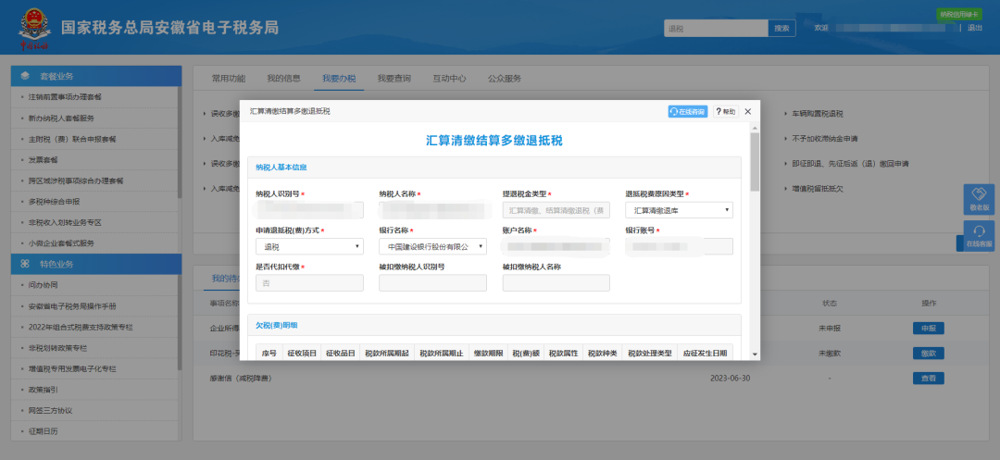 国家税务总局安徽省电子税务局
中国税务
退税
搜索
纳税信用绿卡
欢迎
| 退出
套餐业务
注销前置事项办理套餐
新办纳税人套餐服务
主附税（费）联合申报套餐
发票套餐
跨区域涉税事项综合办理套餐
多税种综合申报
非税收入划转业务专区
小微企业套餐式服务
特色业务
问办协同
安徽省电子税务局操作手册
2022年组合式税费支持政策专栏
非税划转政策专栏
增值税专用发票电子化专栏
政策指引
网签三方协议
征期日历
常用功能 我的信息 我要办税 我要查询 互动中心 公众服务
误收多缴
入库减免
误收多缴
入库减免
车辆购置税退税
不予加收滞纳金申请
即征即退、先征后返（退）缴回申请
增值税留抵抵欠
汇算清缴结算多缴退抵税
在线咨询
? 帮助
汇算清缴结算多缴退抵税
纳税人基本信息
纳税人识别号* 纳税人名称* 提退税金类型* 退抵税费原因类型*
汇算清缴、结算清缴退税（费 汇算清缴退库
申请退抵税(费)方式* 银行名称* 账户名称* 银行账号*
退税 中国建设银行股份有限公
是否代扣代缴* 被扣缴纳税人识别号 被扣缴纳税人名称
否
欠税(费)明细
序号 征收项目 征收品目 税款所属期起 税款所属期止 缴款期限 税(费)额 税款属性 税款种类 税款处理类型 应征发生日期
我的待
事项名称 状态 操作
企业所得 未申报 申报
印花税- 未缴款 缴款
感谢信（减税降费） 2023-06-30 - 查看
敬老版
在线客服